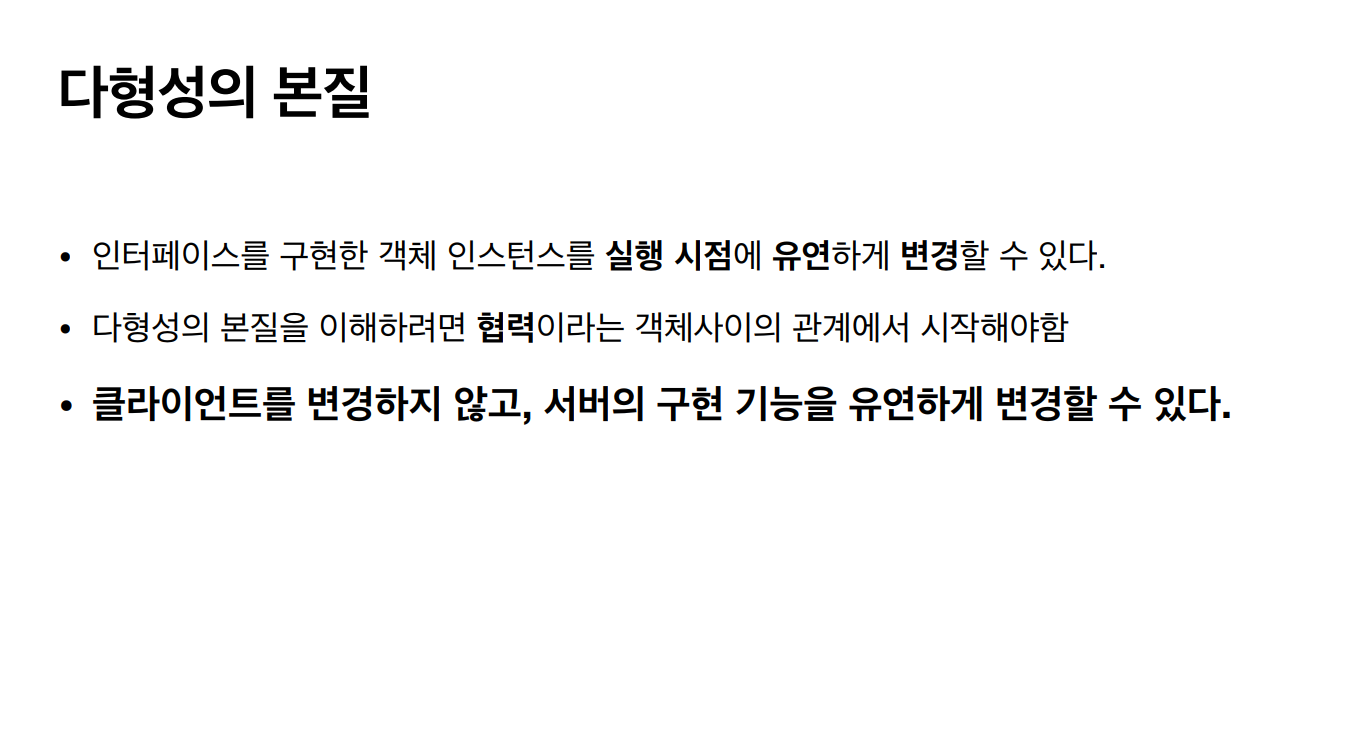 다형성의 본질
• 인터페이스를 구현한 객체 인스턴스를 실행 시점에 유연하게 변경할 수 있다.
• 다형성의 본질을 이해하려면 협력이라는 객체사이의 관계에서 시작해야함
• 클라이언트를 변경하지 않고, 서버의 구현 기능을 유연하게 변경할 수 있다.